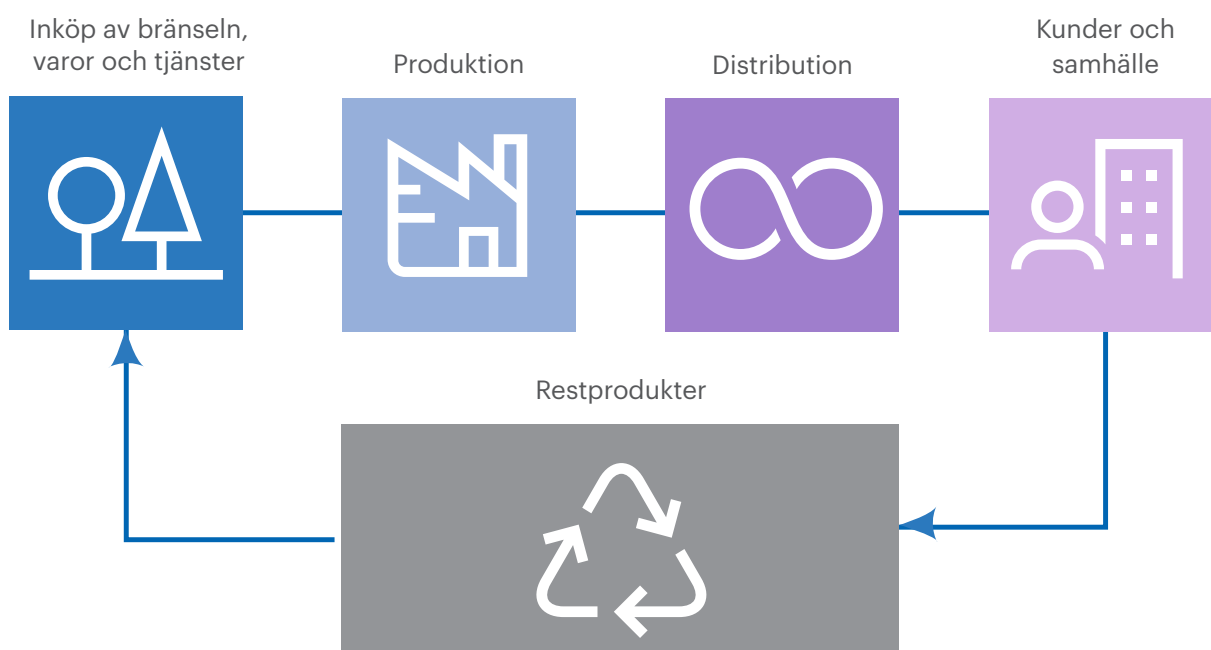 Inköp av bränseln,
varor och tjänster
Produktion
Distribution
Kunder och
samhälle
Restprodukter